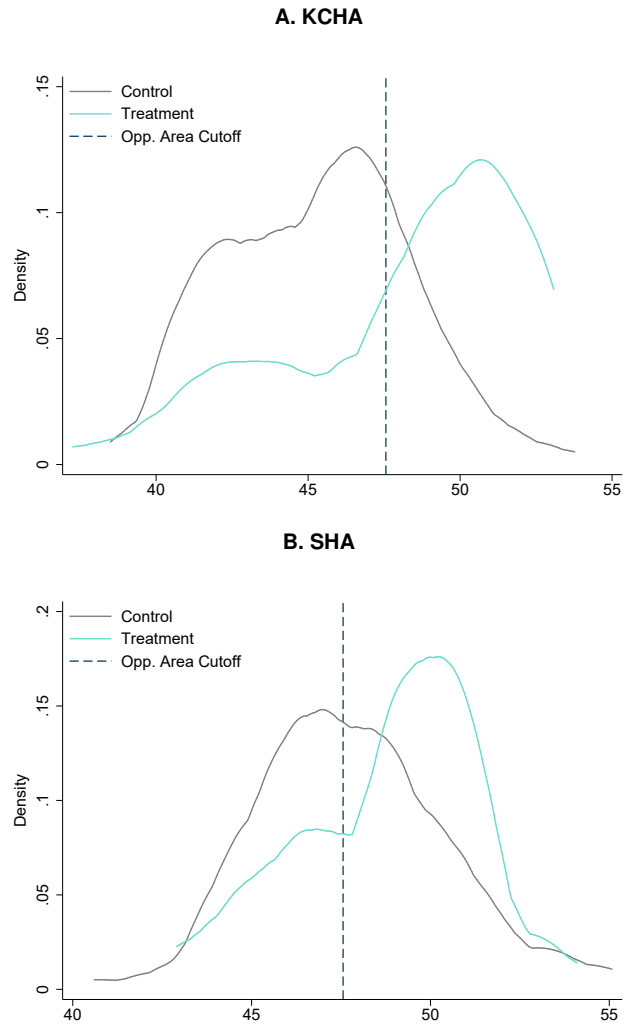 A. KCHA
.15
Control
Treatment
Opp. Area Cutoff
.1
Density
.05
0
40 45 50 55
B. SHA
.2
Control
Treatment
Opp. Area Cutoff
.15
.1
Density
.05
0
40 45 50 55